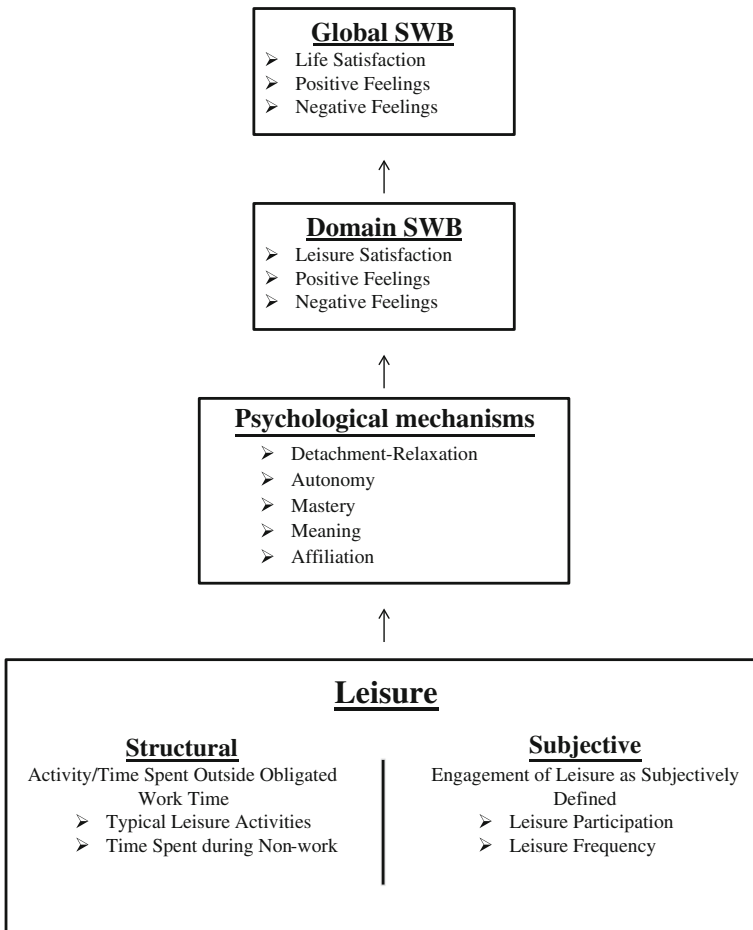 Global SWB
➢ Life Satisfaction
➢ Positive Feelings
➢ Negative Feelings
Domain SWB
➢ Leisure Satisfaction
➢ Positive Feelings
➢ Negative Feelings
Psychological mechanisms
➢ Detachment-Relaxation
➢ Autonomy
➢ Mastery
➢ Meaning
➢ Affiliation
Leisure
Structural
Activity/Time Spent Outside Obligated
Work Time
➢ Typical Leisure Activities
➢ Time Spent during Non-work
Subjective
Engagement of Leisure as Subjectively
Defined
➢ Leisure Participation
➢ Leisure Frequency